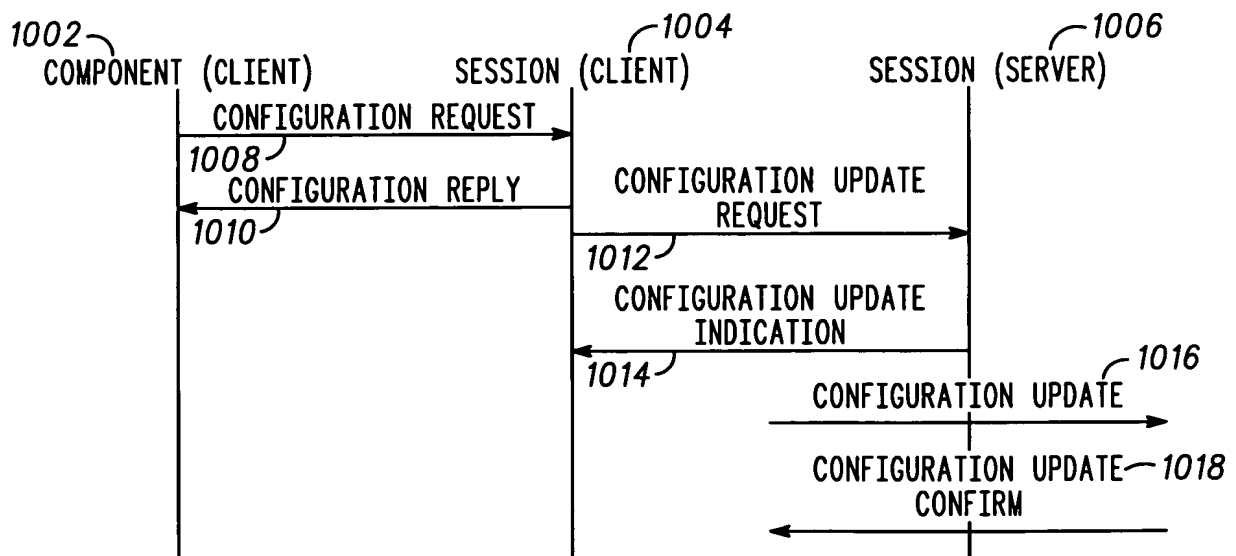 1002
1004
1006
COMPONENT (CLIENT)
SESSION (CLIENT)
SESSION (SERVER)
CONFIGURATION REQUEST
1008
CONFIGURATION REPLY
1010
CONFIGURATION UPDATE
REQUEST
1012
CONFIGURATION UPDATE
INDICATION
1014
1016
CONFIGURATION UPDATE
CONFIGURATION UPDATE
1018
CONFIRM